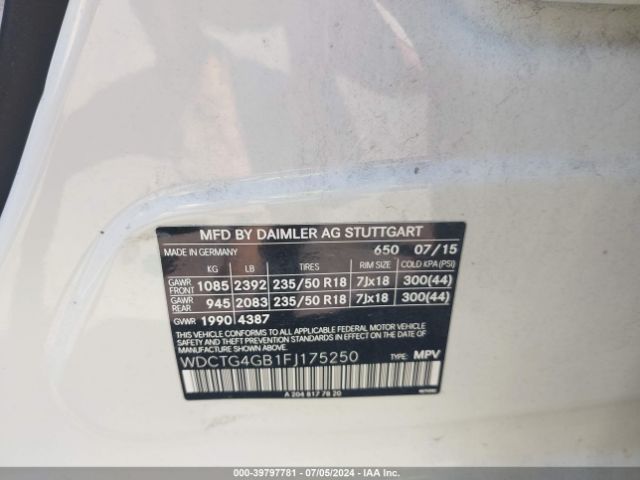 MFD BY DAIMLER AG STUTTGART
MADE IN GERMANY 650 07/15
KG LB TIRES RIM SIZE COLD KPA (PSI)
GAWR FRONT 1085 2392 235/50 R18 7Jx18 300(44)
GAWR REAR 945 2083 235/50 R18 7Jx18 300(44)
GVWR 1990 4387
THIS VEHICLE CONFORMS TO ALL APPLICABLE FEDERAL MOTOR VEHICLE
SAFETY, BUMPER, AND THEFT PREVENTION STANDARDS IN EFFECT ON THE DATE OF
MANUFACTURE SHOWN ABOVE.
WDCTG4GB1FJ175250 TYPE: MPV
A 204 817 78 20
000-39797781 - 07/05/2024 - IAA Inc.